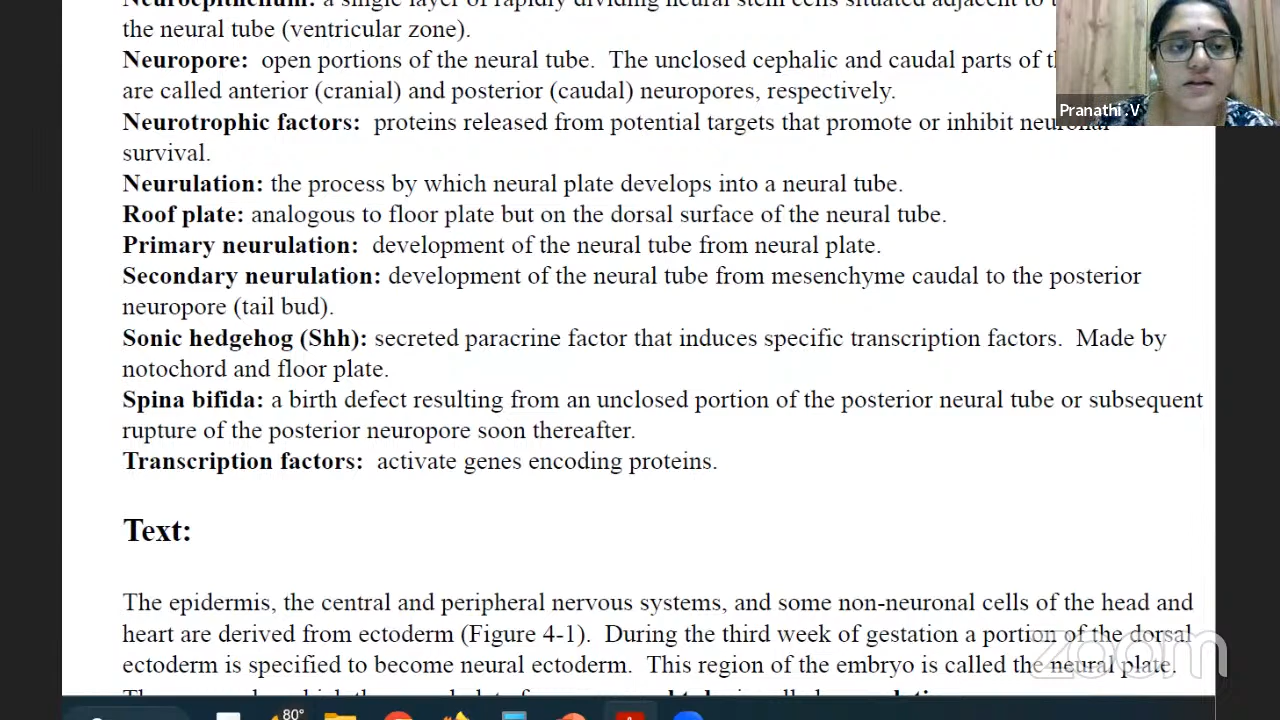 the neural tube (ventricular zone).
Neuropore: open portions of the neural tube. The unclosed cephalic and caudal parts of
are called anterior (cranial) and posterior (caudal) neuropores, respectively.
Pranathi .V
Neurotrophic factors: proteins released from potential targets that promote or inhibit neuronal
survival.
Neurulation: the process by which neural plate develops into a neural tube.
Roof plate: analogous to floor plate but on the dorsal surface of the neural tube.
Primary neurulation: development of the neural tube from neural plate.
Secondary neurulation: development of the neural tube from mesenchyme caudal to the posterior
neuropore (tail bud).
Sonic hedgehog (Shh): secreted paracrine factor that induces specific transcription factors. Made by
notochord and floor plate.
Spina bifida: a birth defect resulting from an unclosed portion of the posterior neural tube or subsequent
rupture of the posterior neuropore soon thereafter.
Transcription factors: activate genes encoding proteins.
Text:
The epidermis, the central and peripheral nervous systems, and some non-neuronal cells of the head and
heart are derived from ectoderm (Figure 4-1). During the third week of gestation a portion of the dorsal
ectoderm is specified to become neural ectoderm. This region of the embryo is called the neural plate.
zoom
80°